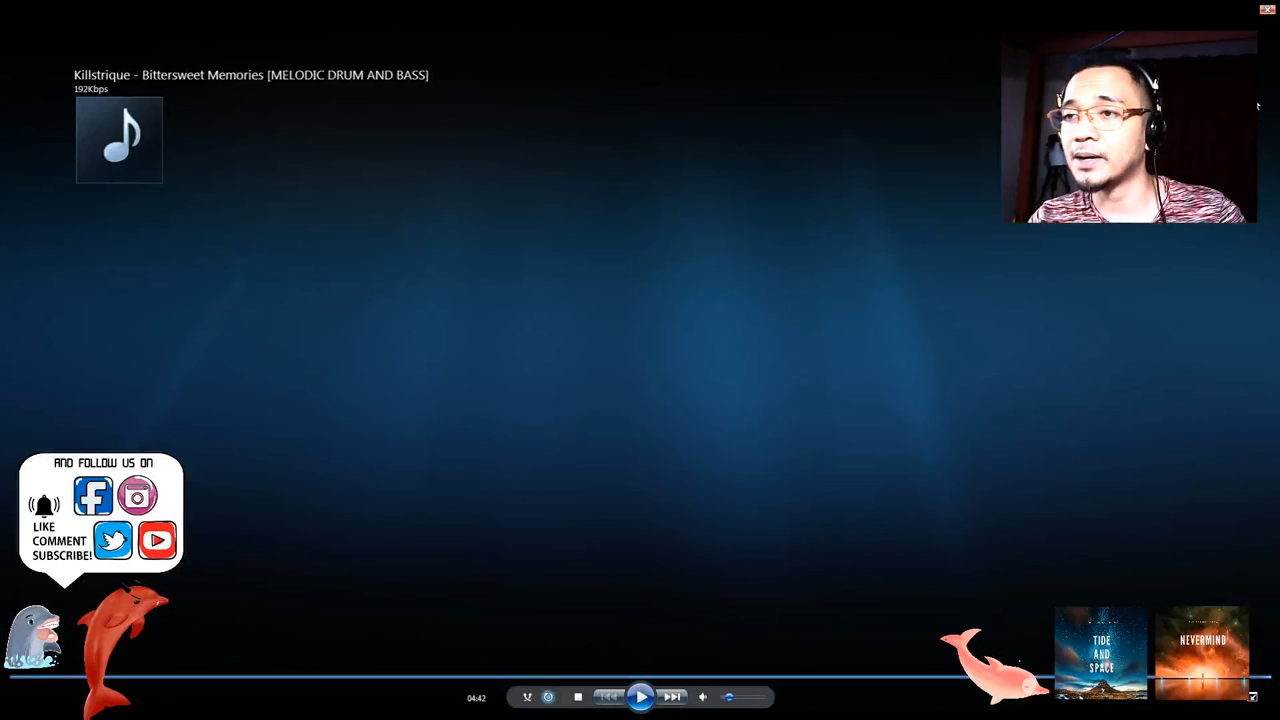 Killstrique - Bittersweet Memories [MELODIC DRUM AND BASS]
192Kbps
AND FOLLOW US ON
LIKE
COMMENT
SUBSCRIBE!
TIDE
AND
SPACE
NEVERMIND
04:42